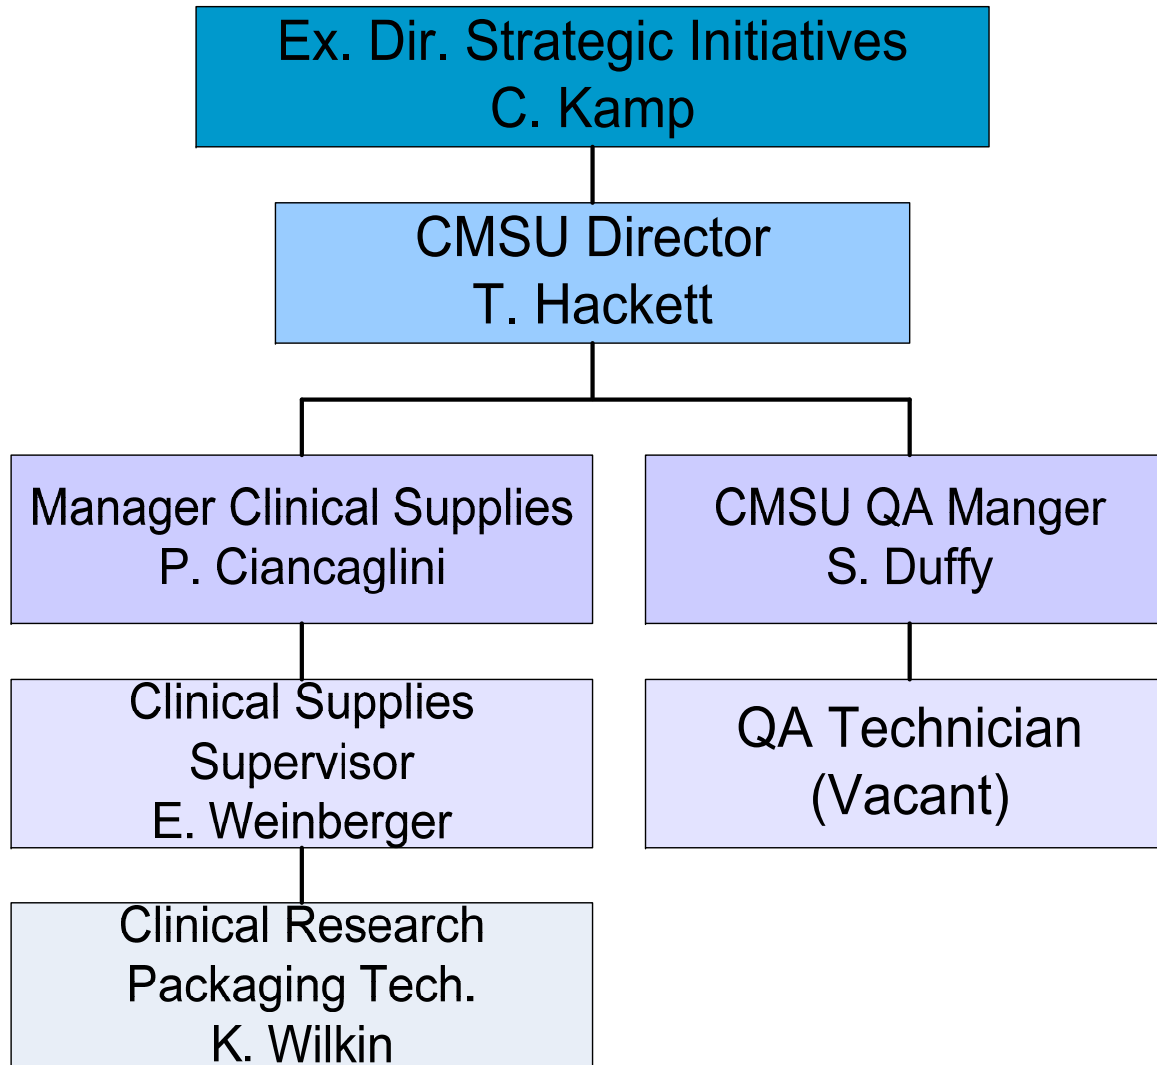 Ex. Dir. Strategic Initiatives
C. Kamp
CMSU Director
T. Hackett
Manager Clinical Supplies
P. Ciancaglini
CMSU QA Manger
S. Duffy
Clinical Supplies
Supervisor
E. Weinberger
QA Technician
(Vacant)
Clinical Research
Packaging Tech.
K. Wilkin